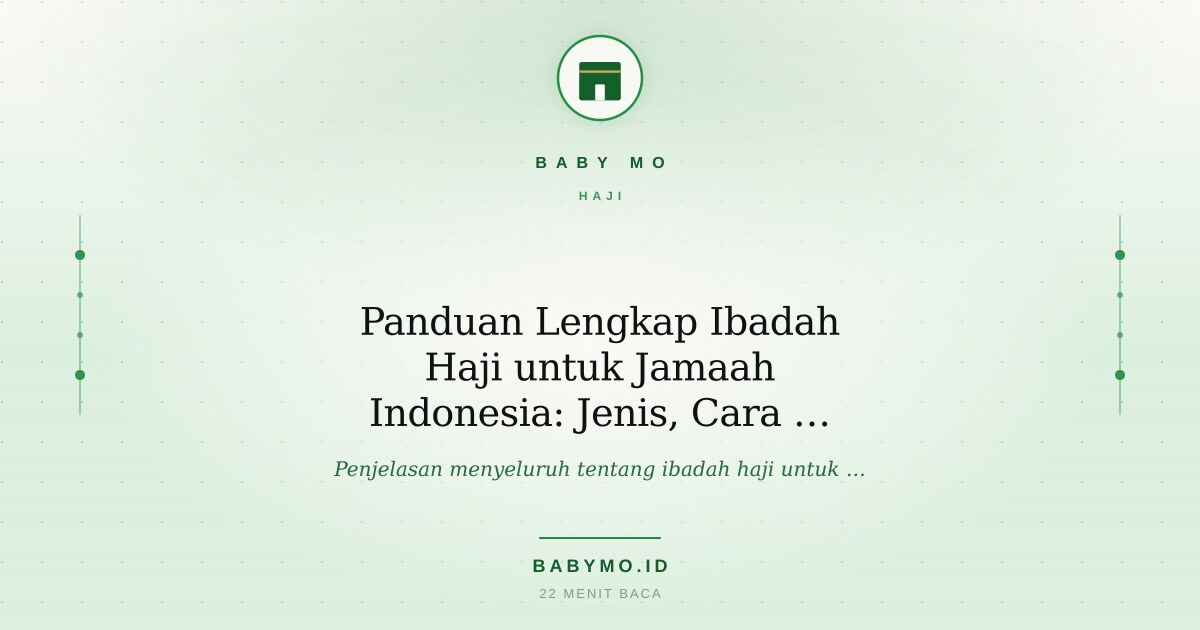 BABY MO
HAJI
Panduan Lengkap Ibadah
Haji untuk Jamaah
Indonesia: Jenis, Cara …
Penjelasan menyeluruh tentang ibadah haji untuk …
BABYMO.ID
22 MENIT BACA